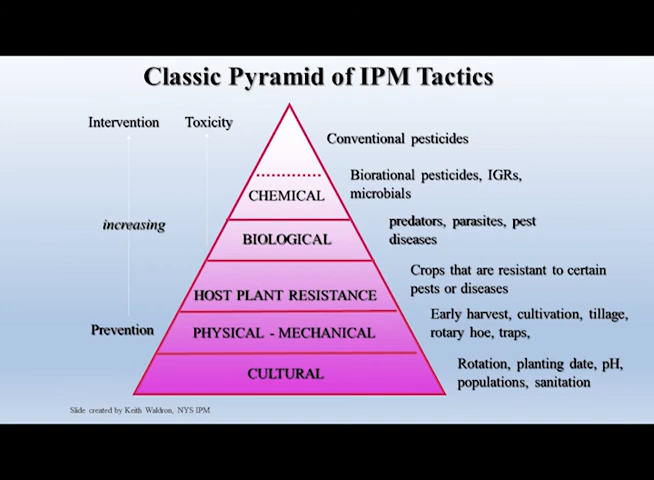 Classic Pyramid of IPM Tactics
Intervention
Toxicity
increasing
Prevention
Conventional pesticides
CHEMICAL
Biorational pesticides, IGRs,
microbials
BIOLOGICAL
predators, parasites, pest
diseases
HOST PLANT RESISTANCE
Crops that are resistant to certain
pests or diseases
PHYSICAL - MECHANICAL
Early harvest, cultivation, tillage,
rotary hoe, traps,
CULTURAL
Rotation, planting date, pH,
populations, sanitation
Slide created by Keith Waldron, NYS IPM